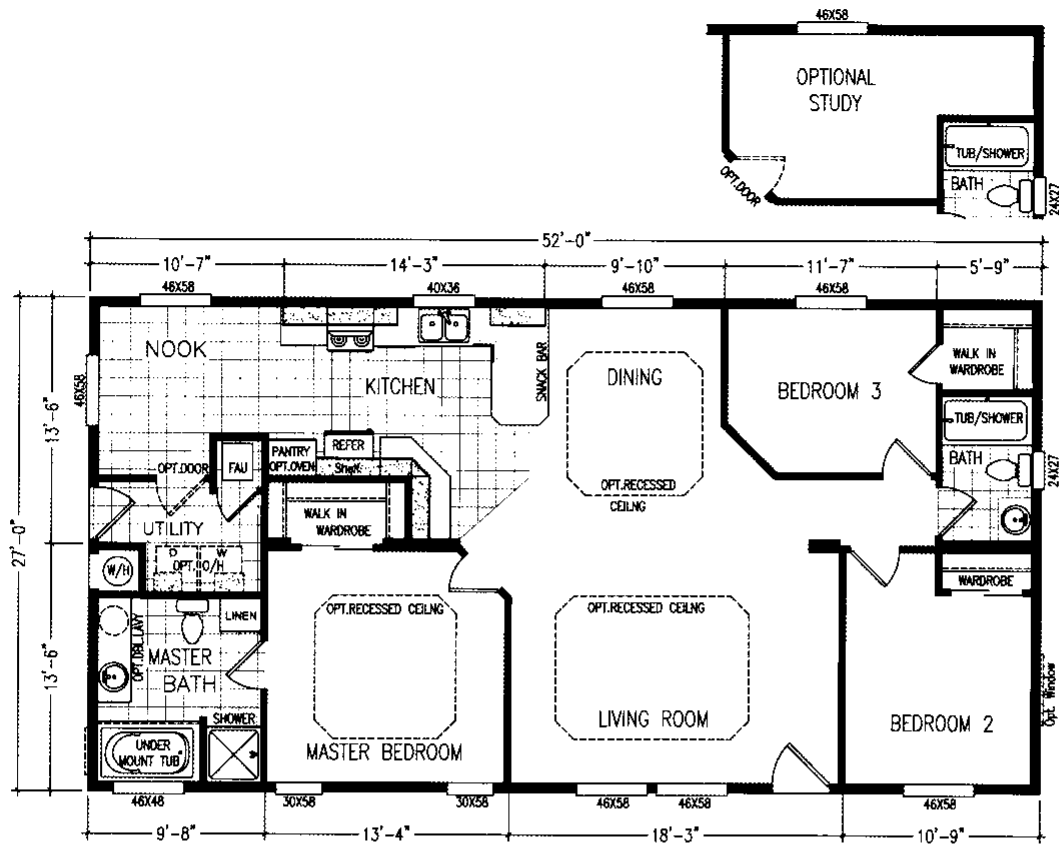 46X58
OPTIONAL
STUDY
OPT.DOOR
TUB/SHOWER
BATH
24X27
52'-0"
10'-7"
14'-3"
9'-10"
11'-7"
5'-9"
46X58
40X36
46X58
46X58
27'-0"
13'-6"
13'-6"
46X58
NOOK
KITCHEN
SNACK BAR
DINING
OPT.RECESSED
CEILNG
BEDROOM 3
WALK IN
WARDROBE
TUB/SHOWER
BATH
24X27
PANTRY
OPT.OVEN
REFER
Shelf
OPT.DOOR
FAU
UTILITY
WALK IN
WARDROBE
D
W
OPT. O/H
W/H
LINEN
OPT.DBL.LAVY
MASTER
BATH
SHOWER
UNDER
MOUNT TUB
OPT.RECESSED CEILNG
MASTER BEDROOM
OPT.RECESSED CEILNG
LIVING ROOM
WARDROBE
BEDROOM 2
Opt. Window
46X48
30X58
30X58
46X58
46X58
46X58
9'-8"
13'-4"
18'-3"
10'-9"